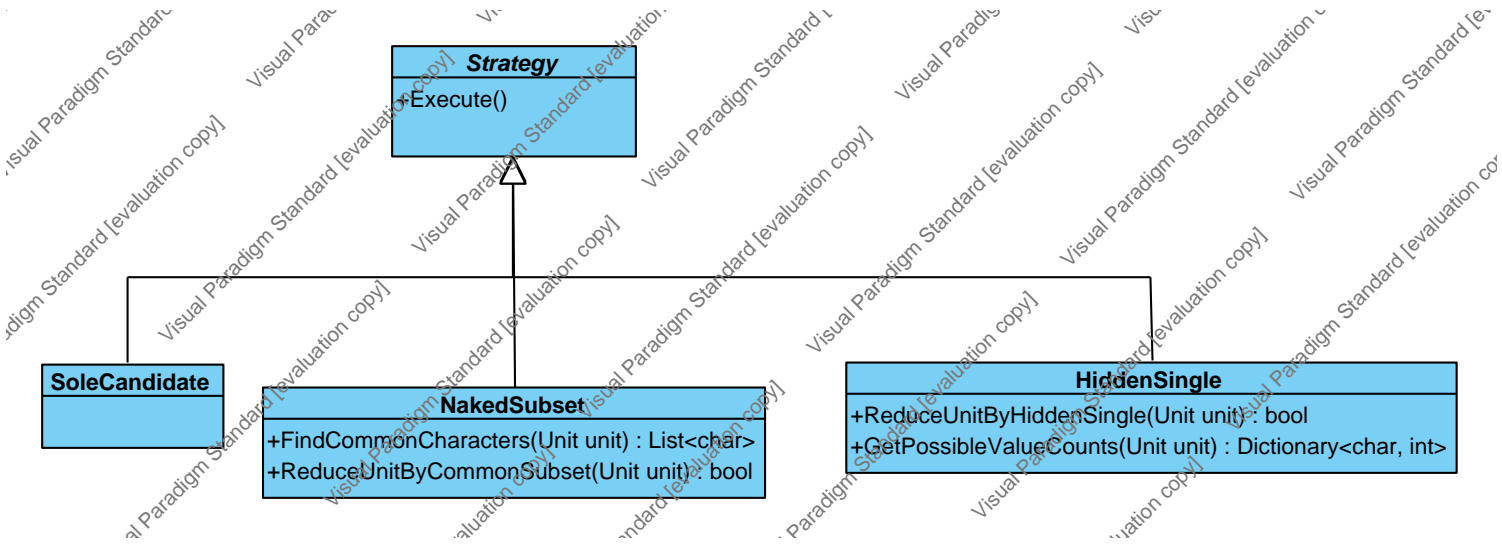 Strategy
+Execute()
SoleCandidate
NakedSubset
+FindCommonCharacters(Unit unit) : List<char>
+ReduceUnitByCommonSubset(Unit unit) : bool
HiddenSingle
+ReduceUnitByHiddenSingle(Unit unit) : bool
+GetPossibleValueCounts(Unit unit) : Dictionary<char, int>
Visual Paradigm Standard [evaluation copy]